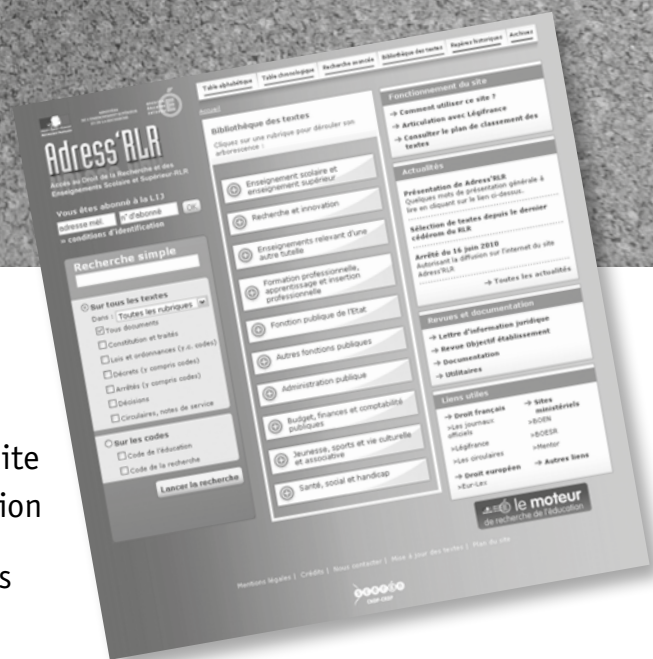 Table alphabétique
Table chronologique
Recherche avancée
Bibliothèque des textes
Repères historiques
Archives
Adress'RLR
Accès au Droit de la Recherche et des
Enseignements Scolaire et Supérieur-RLR
Vous êtes abonné à la LIJ
adresse mél.
n° d'abonné
OK
» conditions d'identification
Recherche simple
Sur tous les textes
Dans : Toutes les rubriques
Tous documents
Constitution et traités
Lois et ordonnances (y.c. codes)
Décrets (y compris codes)
Arrêtés (y compris codes)
Décisions
Circulaires, notes de service
Sur les codes
Code de l'éducation
Code de la recherche
Lancer la recherche
Accueil
Bibliothèque des textes
Cliquez sur une rubrique pour dérouler son
arborescence :
Enseignement scolaire et
enseignement supérieur
Recherche et innovation
Enseignements relevant d'une
autre tutelle
Formation professionnelle,
apprentissage et insertion
professionnelle
Fonction publique de l'Etat
Autres fonctions publiques
Administration publique
Budget, finances et comptabilité
publiques
Jeunesse, sports et vie culturelle
et associative
Santé, social et handicap
Fonctionnement du site
→ Comment utiliser ce site ?
→ Articulation avec Légifrance
→ Consulter le plan de classement des
textes
Actualités
Présentation de Adress'RLR
Quelques mots de présentation générale à
lire en cliquant sur le lien ci-dessus.
Sélection de textes depuis le dernier
cédérom du RLR
Arrêté du 16 juin 2010
Autorisant la diffusion sur l'internet du site
Adress'RLR
→ Toutes les actualités
Revues et documentation
→ Lettre d'information juridique
→ Revue Objectif établissement
→ Documentation
→ Utilitaires
Liens utiles
→ Droit français
>Les journaux
officiels
>Légifrance
>Les circulaires
→ Droit européen
>Eur-Lex
→ Sites
ministériels
>BOEN
>BOESR
>Mentor
→ Autres liens
le moteur
de recherche de l'éducation
Mentions légales | Crédits | Nous contacter | Mise à jour des textes | Plan du site
ite
ion
s